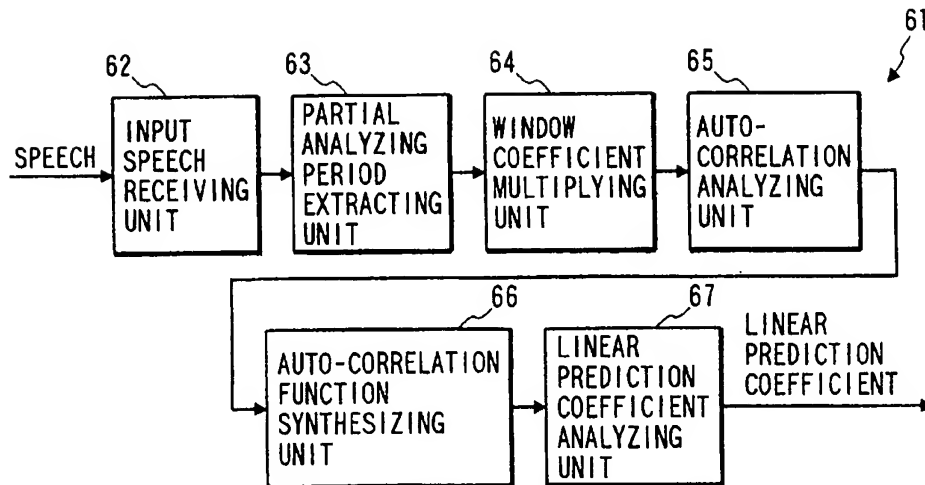 61
62
63
64
65
SPEECH
INPUT
SPEECH
RECEIVING
UNIT
PARTIAL
ANALYZING
PERIOD
EXTRACTING
UNIT
WINDOW
COEFFICIENT
MULTIPLYING
UNIT
AUTO-
CORRELATION
ANALYZING
UNIT
66
67
AUTO-CORRELATION
FUNCTION
SYNTHESIZING
UNIT
LINEAR
PREDICTION
COEFFICIENT
ANALYZING
UNIT
LINEAR
PREDICTION
COEFFICIENT